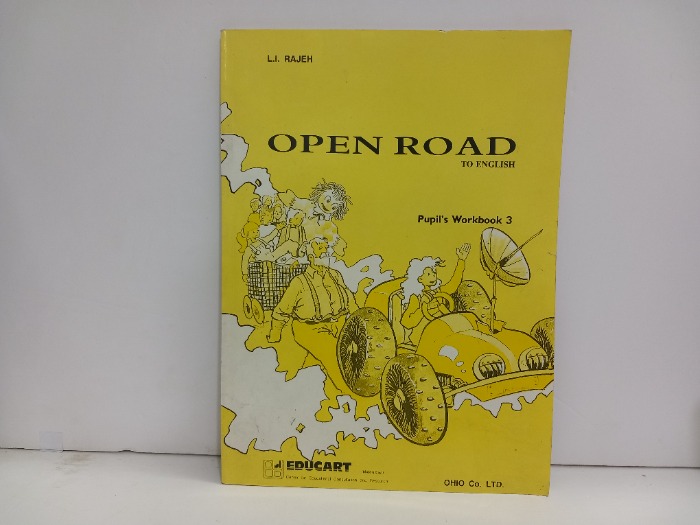 L.I. RAJEH
OPEN ROAD
TO ENGLISH
Pupil's Workbook 3
EDUCART
OHIO Co. LTD.